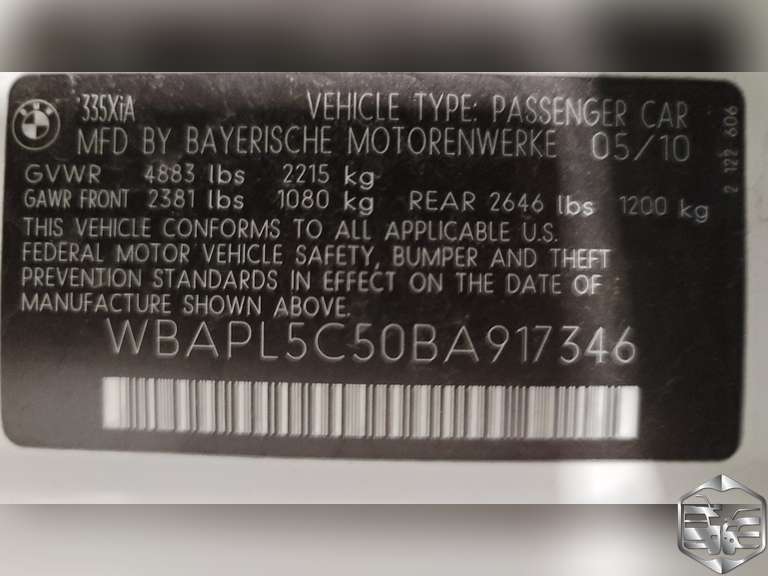 335XiA VEHICLE TYPE: PASSENGER CAR
MFD BY BAYERISCHE MOTORENWERKE 05/10
GVWR 4883 lbs 2215 kg
GAWR FRONT 2381 lbs 1080 kg REAR 2646 lbs 1200 kg
THIS VEHICLE CONFORMS TO ALL APPLICABLE U.S.
FEDERAL MOTOR VEHICLE SAFETY, BUMPER AND THEFT
PREVENTION STANDARDS IN EFFECT ON THE DATE OF
MANUFACTURE SHOWN ABOVE.
WBAPL5C50BA917346
2 122 606